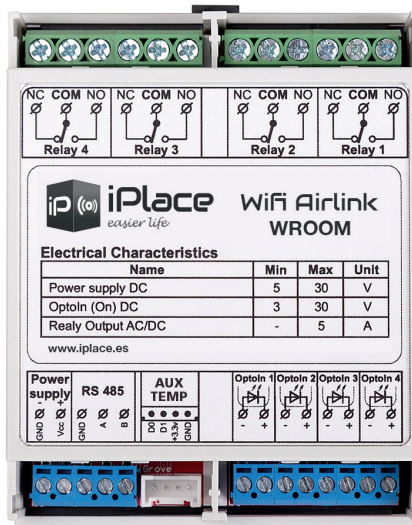 NC COM NO NC COM NO NC COM NO NC COM NO
Relay 4 Relay 3 Relay 2 Relay 1
iP iPlace
easier life
Wifi Airlink
WROOM
Electrical Characteristics
Name Min Max Unit
Power supply DC 5 30 V
OptoIn (On) DC 3 30 V
Realy Output AC/DC - 5 A
www.iplace.es
Power supply
- +
GND Vcc
RS 485
GND A B
AUX TEMP
D0 D1 +3.3v GND
OptoIn 1 OptoIn 2 OptoIn 3 OptoIn 4
- + - + - + - +
Grove